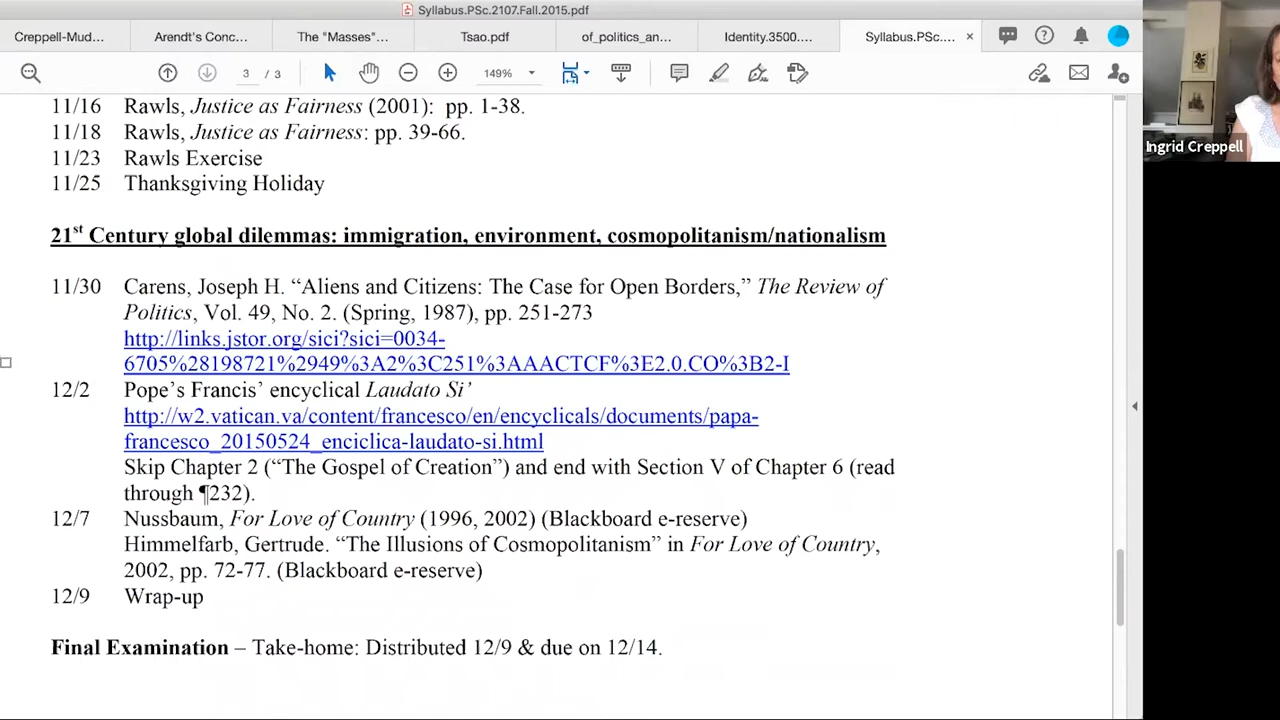 Syllabus.PSc.2107.Fall.2015.pdf
Creppell-Mud...
Arendt's Conc...
The "Masses"...
Tsao.pdf
of_politics_an...
Identity.3500....
Syllabus.PSc....
3 / 3
149%
11/16 Rawls, Justice as Fairness (2001): pp. 1-38.
11/18 Rawls, Justice as Fairness: pp. 39-66.
11/23 Rawls Exercise
11/25 Thanksgiving Holiday
21st Century global dilemmas: immigration, environment, cosmopolitanism/nationalism
11/30 Carens, Joseph H. “Aliens and Citizens: The Case for Open Borders,” The Review of
Politics, Vol. 49, No. 2. (Spring, 1987), pp. 251-273
http://links.jstor.org/sici?sici=0034-
6705%28198721%2949%3A2%3C251%3AAACTCF%3E2.0.CO%3B2-I
12/2 Pope’s Francis’ encyclical Laudato Si’
http://w2.vatican.va/content/francesco/en/encyclicals/documents/papa-
francesco_20150524_enciclica-laudato-si.html
Skip Chapter 2 (“The Gospel of Creation”) and end with Section V of Chapter 6 (read
through ¶232).
12/7 Nussbaum, For Love of Country (1996, 2002) (Blackboard e-reserve)
Himmelfarb, Gertrude. “The Illusions of Cosmopolitanism” in For Love of Country,
2002, pp. 72-77. (Blackboard e-reserve)
12/9 Wrap-up
Final Examination – Take-home: Distributed 12/9 & due on 12/14.
Ingrid Creppell